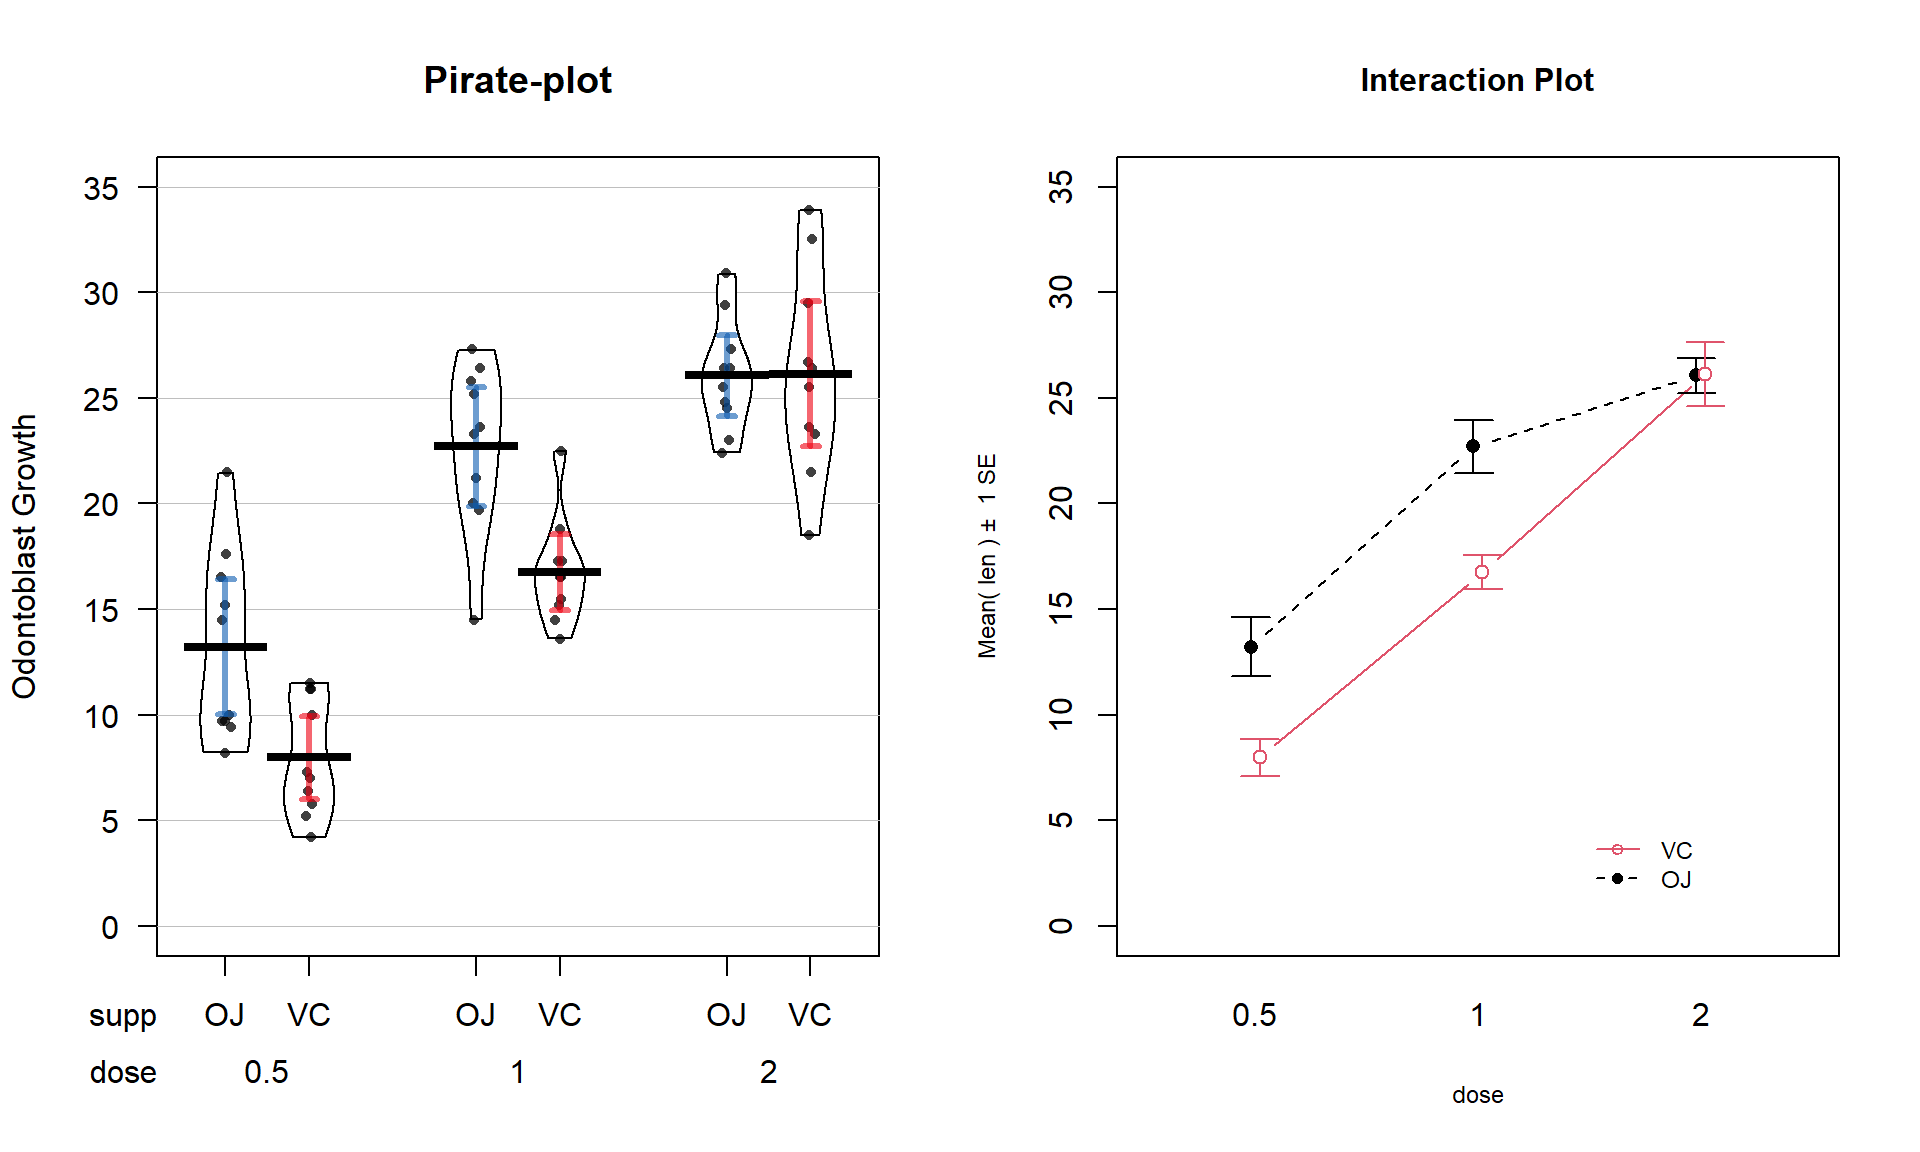 Pirate-plot
Odontoblast Growth
35
30
25
20
15
10
5
0
supp OJ VC OJ VC OJ VC
dose 0.5 1 2
Interaction Plot
Mean( len ) ± 1 SE
35
30
25
20
15
10
5
0
VC
OJ
0.5 1 2
dose